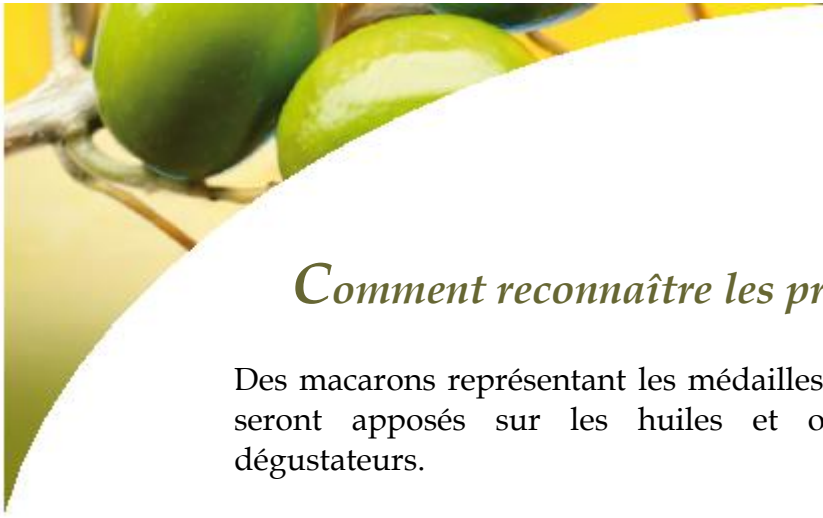 Comment reconnaître les pr
Des macarons représentant les médailles
seront apposés sur les huiles et o
dégustateurs.